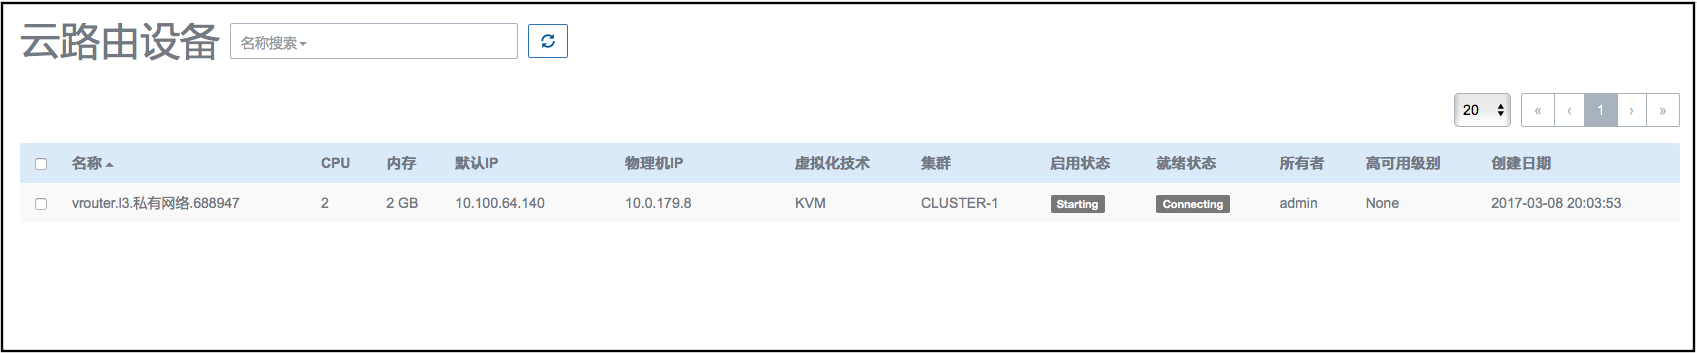 云路由设备 名称搜索
20 « ‹ 1 › »
名称 CPU 内存 默认IP 物理机IP 虚拟化技术 集群 启用状态 就绪状态 所有者 高可用级别 创建日期
vrouter.l3.私有网络.688947 2 2 GB 10.100.64.140 10.0.179.8 KVM CLUSTER-1 Starting Connecting admin None 2017-03-08 20:03:53